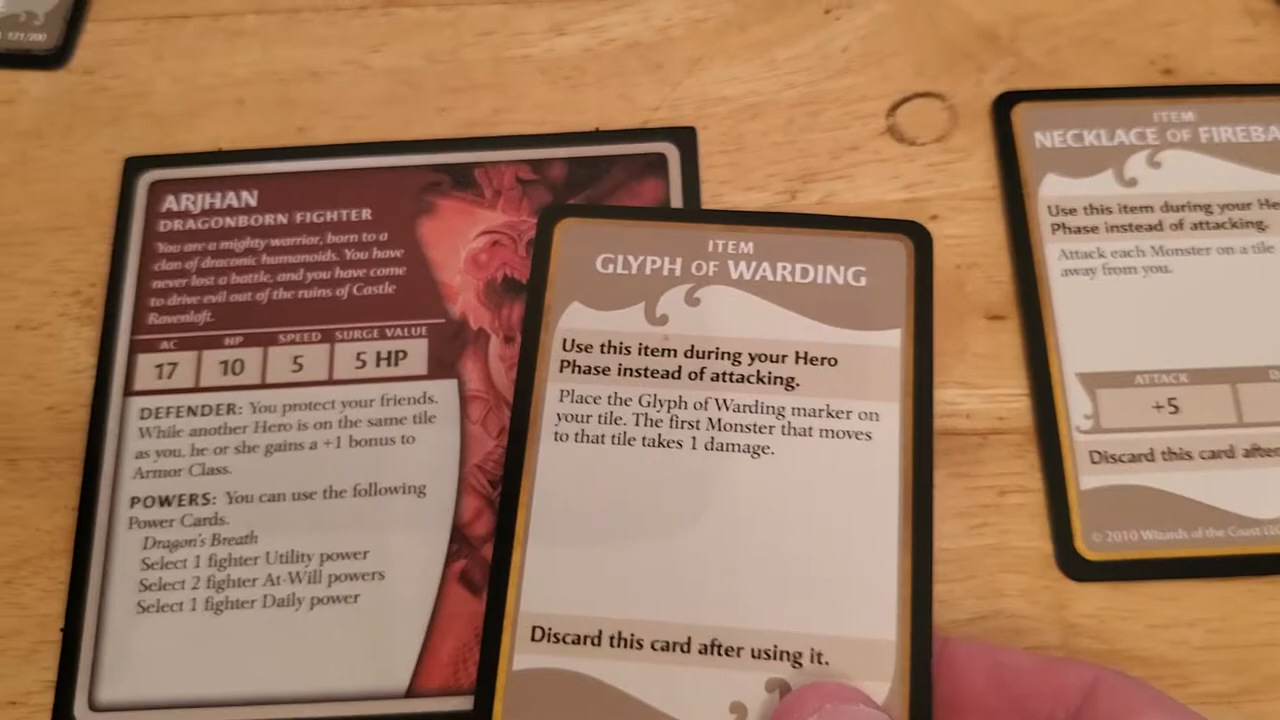 121/200
ARJHAN
DRAGONBORN FIGHTER
You are a mighty warrior, born to a
clan of draconic humanoids. You have
never lost a battle, and you have come
to drive evil out of the ruins of Castle
Ravenloft.
AC HP SPEED SURGE VALUE
17 10 5 5 HP
DEFENDER: You protect your friends.
While another Hero is on the same tile
as you, he or she gains a +1 bonus to
Armor Class.
POWERS: You can use the following
Power Cards.
Dragon's Breath
Select 1 fighter Utility power
Select 2 fighter At-Will powers
Select 1 fighter Daily power
ITEM
GLYPH OF WARDING
Use this item during your Hero
Phase instead of attacking.
Place the Glyph of Warding marker on
your tile. The first Monster that moves
to that tile takes 1 damage.
Discard this card after using it.
ITEM
NECKLACE OF FIREBA
Use this item during your He
Phase instead of attacking.
Attack each Monster on a tile
away from you.
ATTACK
+5
Discard this card after
© 2010 Wizards of the Coast